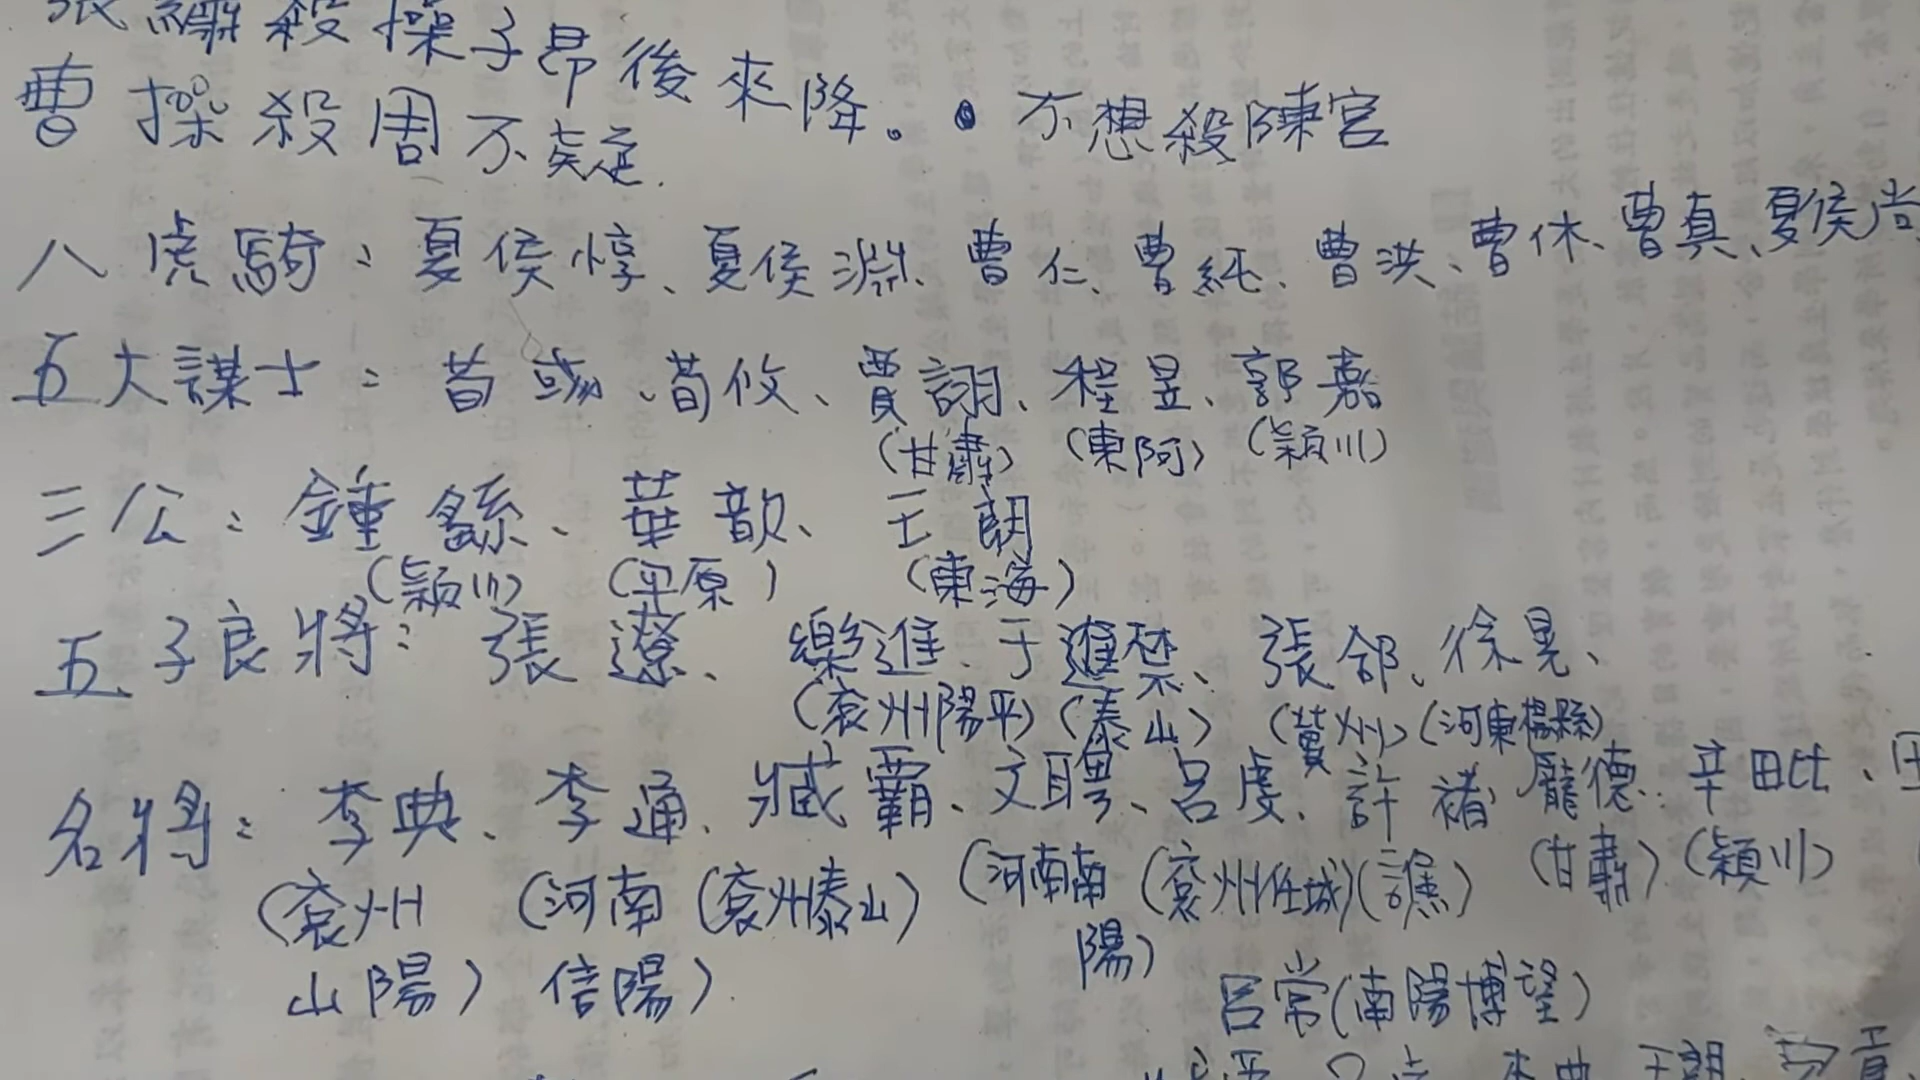 張繡殺操子昂後來降。不想殺陳宮
曹操殺周不疑
八虎騎：夏侯惇、夏侯淵、曹仁、曹純、曹洪、曹休、曹真、夏侯尚
五大謀士：荀彧、荀攸、賈詡、程昱、郭嘉
(甘肅) (東阿) (潁川)
三公：鍾繇、華歆、王朗
(潁川) (平原) (東海)
五子良將：張遼、樂進、于禁、張郃、徐晃、
(兗州陽平) (泰山) (河東楊縣)
名將：李典、李通、臧霸、文聘、呂虔、許褚 龐德、辛毗、
(兗州山陽) (河南信陽) (兗州泰山) (河南南陽) (兗州任城) (譙) (甘肅) (潁川)
呂常(南陽博望)